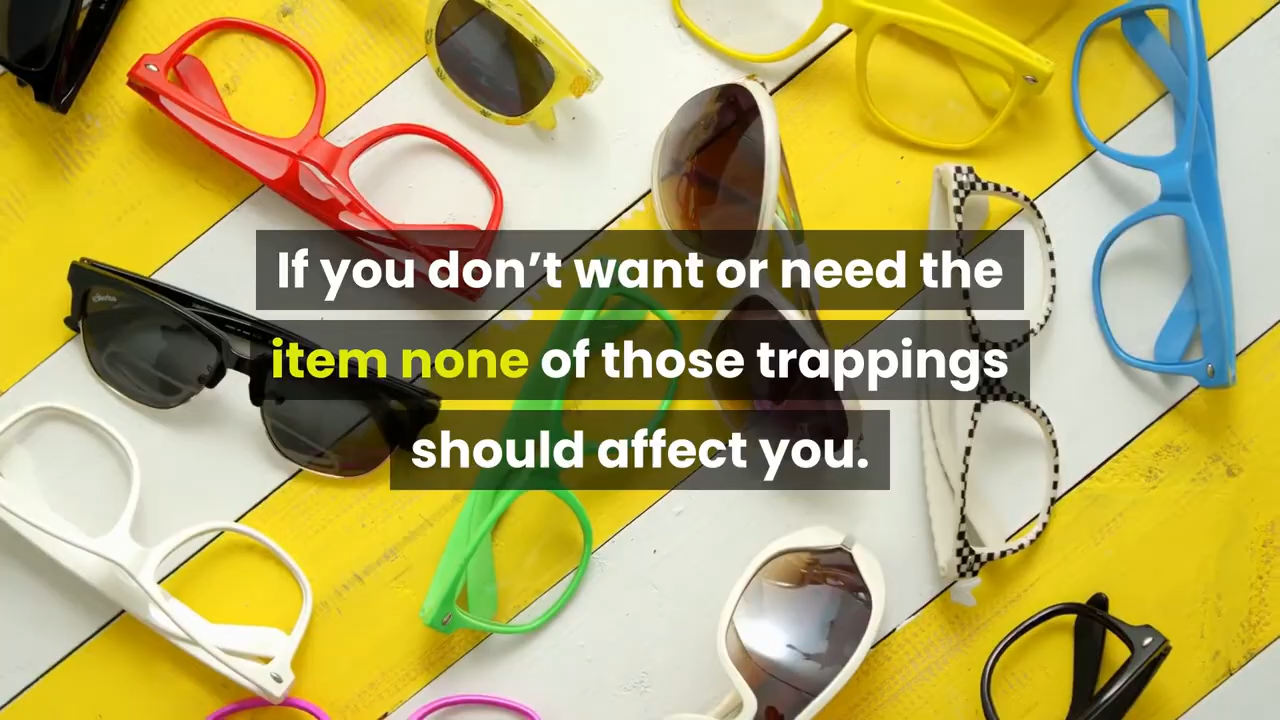 If you don’t want or need the
item none of those trappings
should affect you.